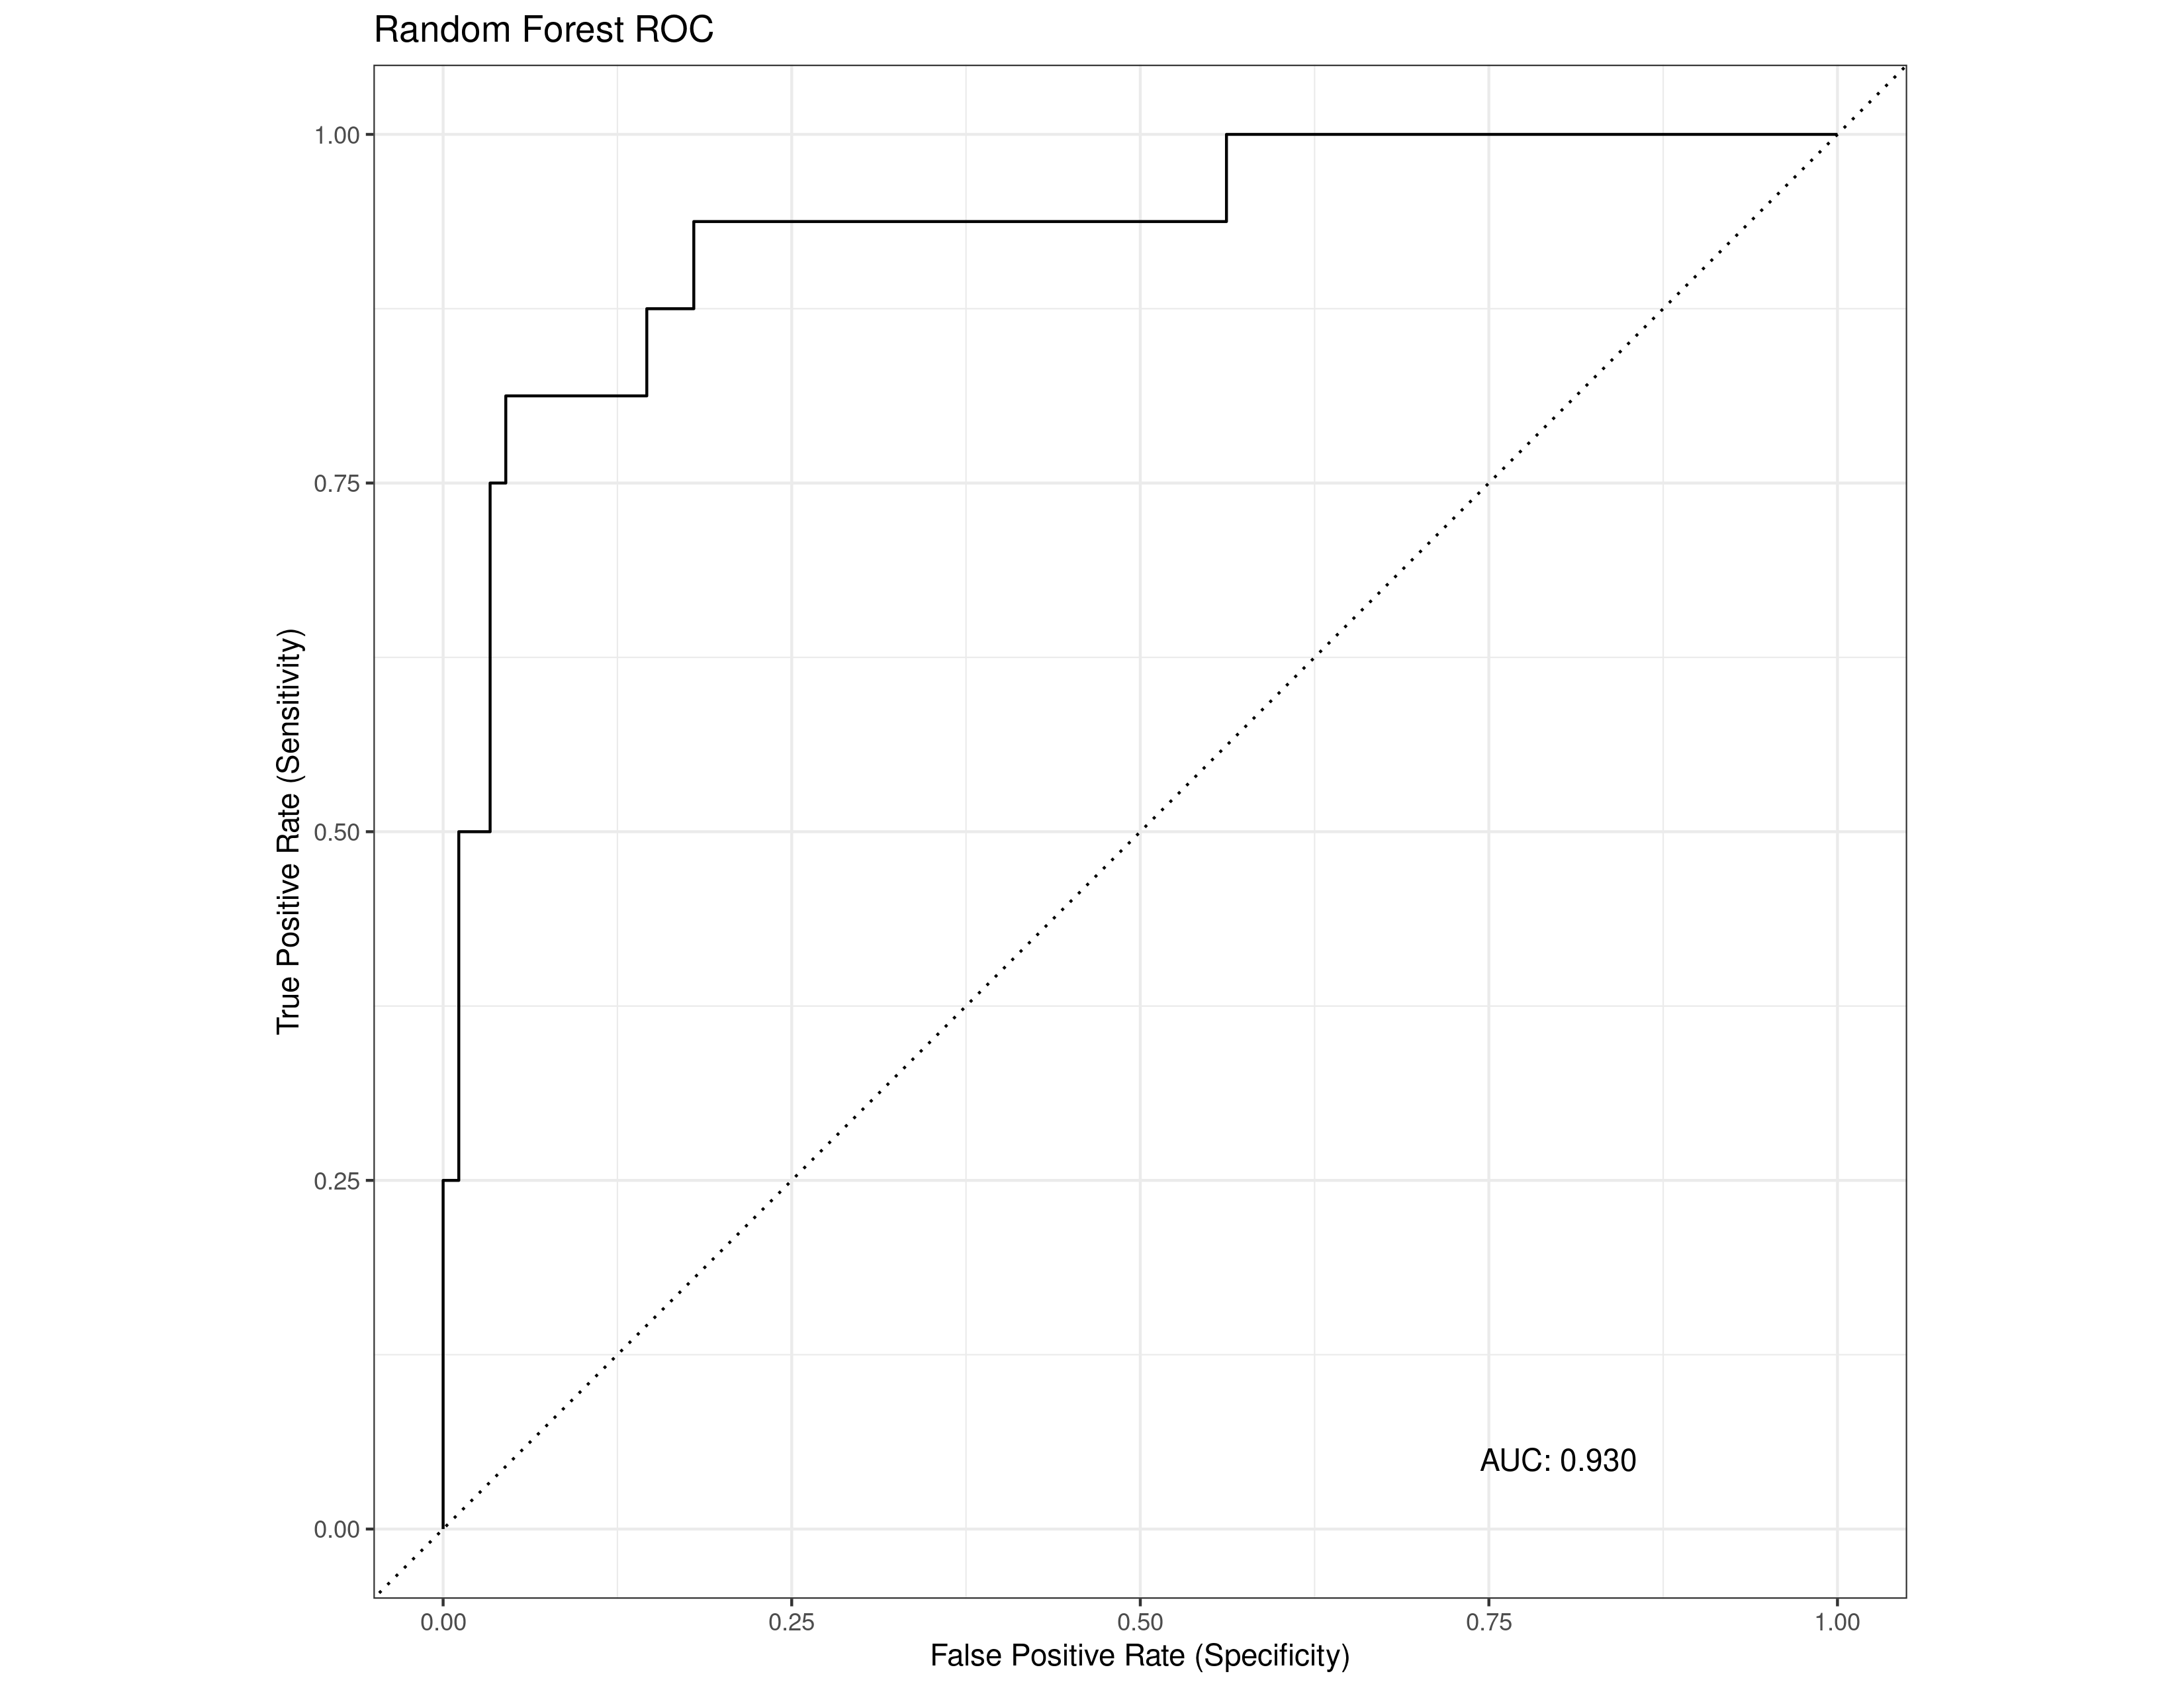 Random Forest ROC
1.00
0.75
0.50
0.25
0.00
True Positive Rate (Sensitivity)
AUC: 0.930
0.00 0.25 0.50 0.75 1.00
False Positive Rate (Specificity)